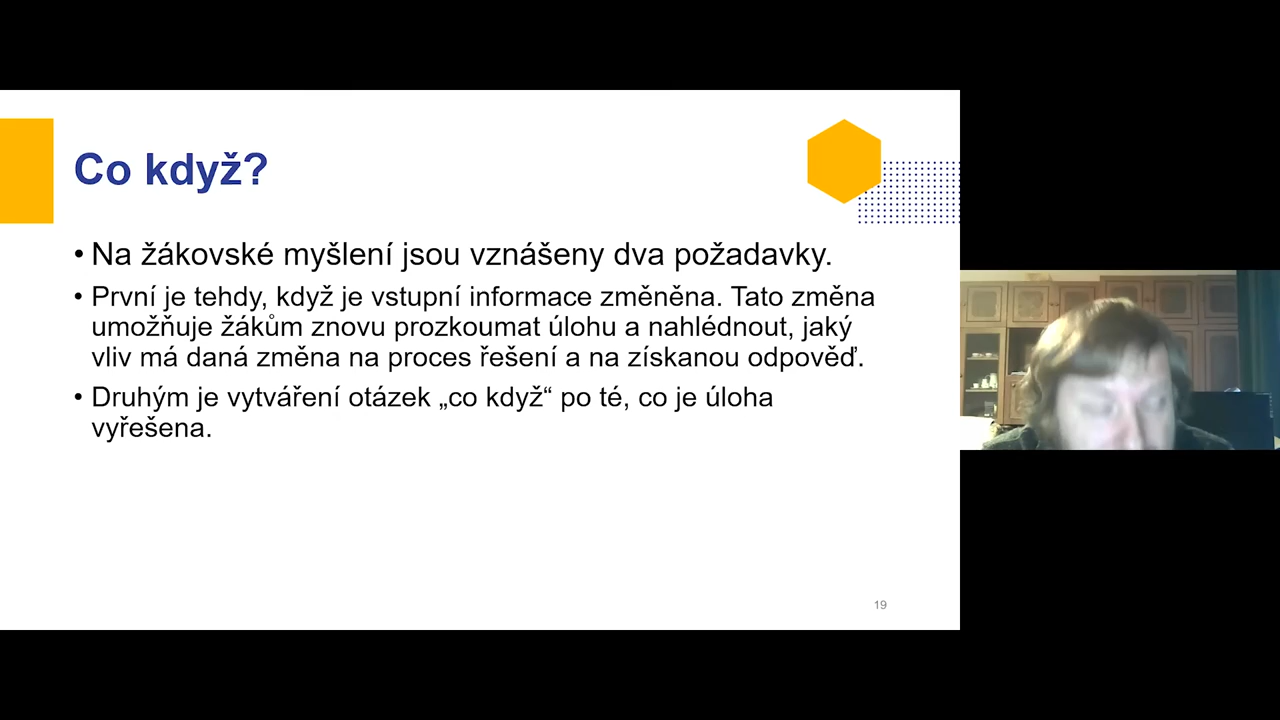 Co když?
• Na žákovské myšlení jsou vznášeny dva požadavky.
• První je tehdy, když je vstupní informace změněna. Tato změna
umožňuje žákům znovu prozkoumat úlohu a nahlédnout, jaký
vliv má daná změna na proces řešení a na získanou odpověď.
• Druhým je vytváření otázek „co když“ po té, co je úloha
vyřešena.
19